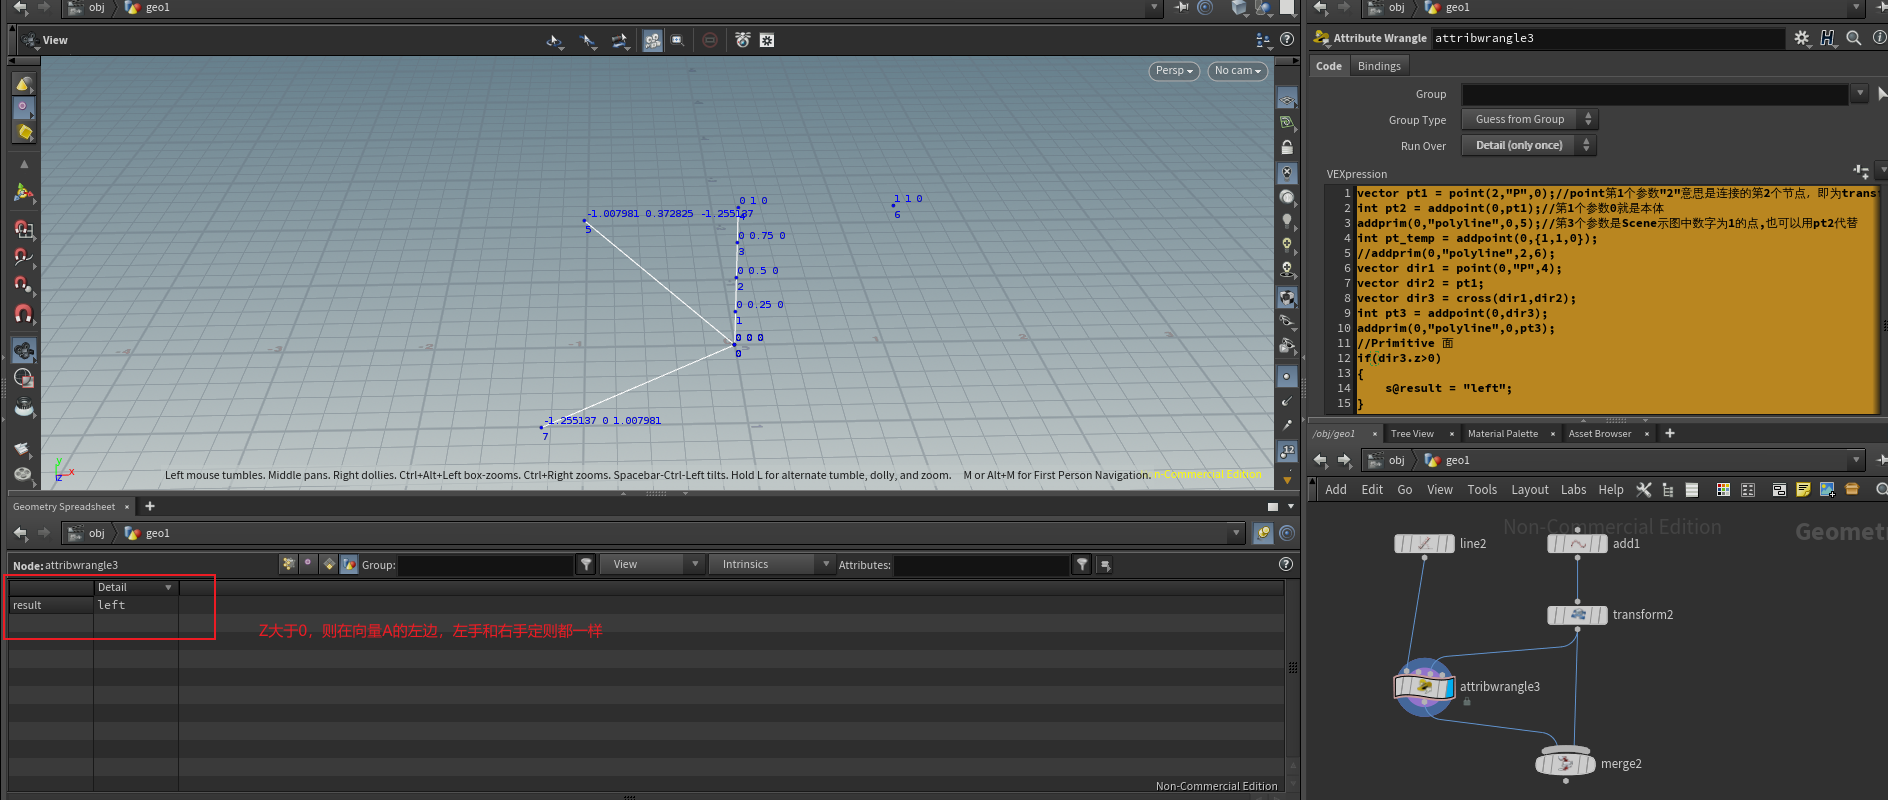 obj geo1
View
Persp
No cam
0 1 0
1 1 0
6
-1.007981 0.372825 -1.255137
5
0 0.75 0
3
0 0.5 0
2
0 0.25 0
1
0 0 0
0
-1.255137 0 1.007981
7
Left mouse tumbles. Middle pans. Right dollies. Ctrl+Alt+Left box-zooms. Ctrl+Right zooms. Spacebar-Ctrl-Left tilts. Hold L for alternate tumble, dolly, and zoom. M or Alt+M for First Person Navigation.
n-Commercial Edition
Geometry Spreadsheet
obj geo1
Node: attribwrangle3
Group:
View
Intrinsics
Attributes:
Detail
result left
Z大于0，则在向量A的左边，左手和右手定则都一样
Non-Commercial Edition
obj geo1
Attribute Wrangle attribwrangle3
Code Bindings
Group
Group Type Guess from Group
Run Over Detail (only once)
VEXpression
1 vector pt1 = point(2,"P",0);//point第1个参数"2"意思是连接的第2个节点，即为trans
2 int pt2 = addpoint(0,pt1);//第1个参数0就是本体
3 addprim(0,"polyline",0,5);//第3个参数是Scene示图中数字为1的点,也可以用pt2代替
4 int pt_temp = addpoint(0,{1,1,0});
5 //addprim(0,"polyline",2,6);
6 vector dir1 = point(0,"P",4);
7 vector dir2 = pt1;
8 vector dir3 = cross(dir1,dir2);
9 int pt3 = addpoint(0,dir3);
10 addprim(0,"polyline",0,pt3);
11 //Primitive 面
12 if(dir3.z>0)
13 {
14 s@result = "left";
15 }
/obj/geo1 Tree View Material Palette Asset Browser
obj geo1
Add Edit Go View Tools Layout Labs Help
Non-Commercial Edition
Geometr
line2
add1
transform2
attribwrangle3
merge2